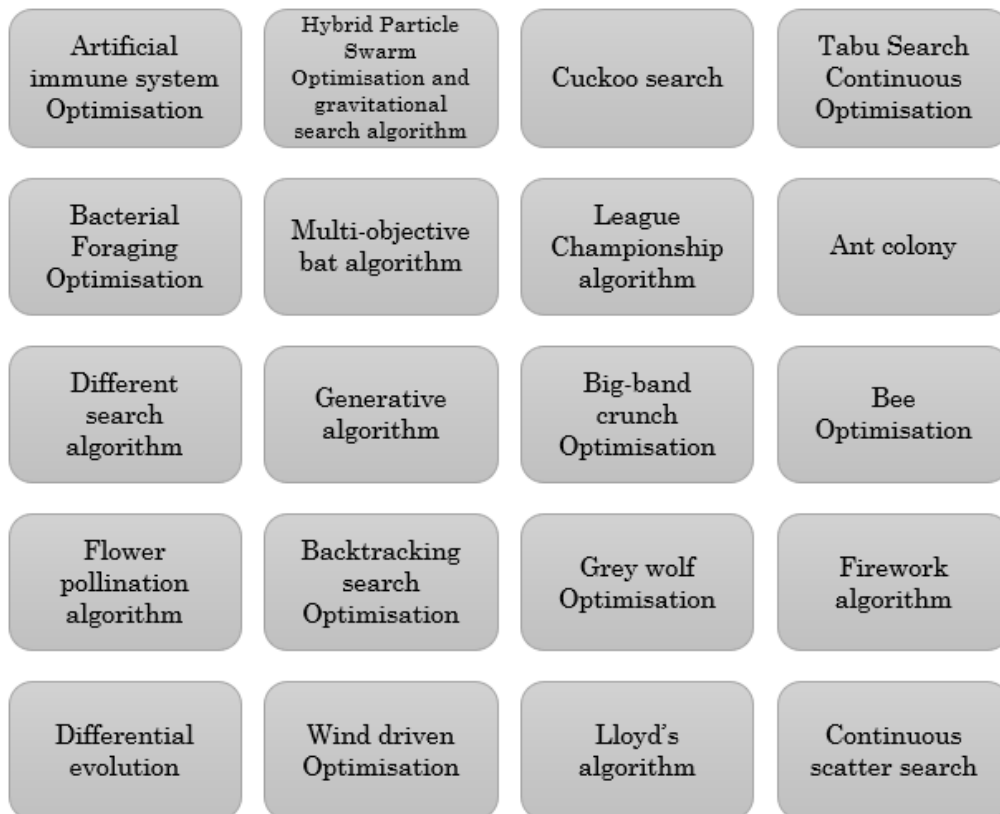 Artificial
immune system
Optimisation
Hybrid Particle
Swarm
Optimisation and
gravitational
search algorithm
Cuckoo search
Tabu Search
Continuous
Optimisation
Bacterial
Foraging
Optimisation
Multi-objective
bat algorithm
League
Championship
algorithm
Ant colony
Different
search
algorithm
Generative
algorithm
Big-band
crunch
Optimisation
Bee
Optimisation
Flower
pollination
algorithm
Backtracking
search
Optimisation
Grey wolf
Optimisation
Firework
algorithm
Differential
evolution
Wind driven
Optimisation
Lloyd's
algorithm
Continuous
scatter search